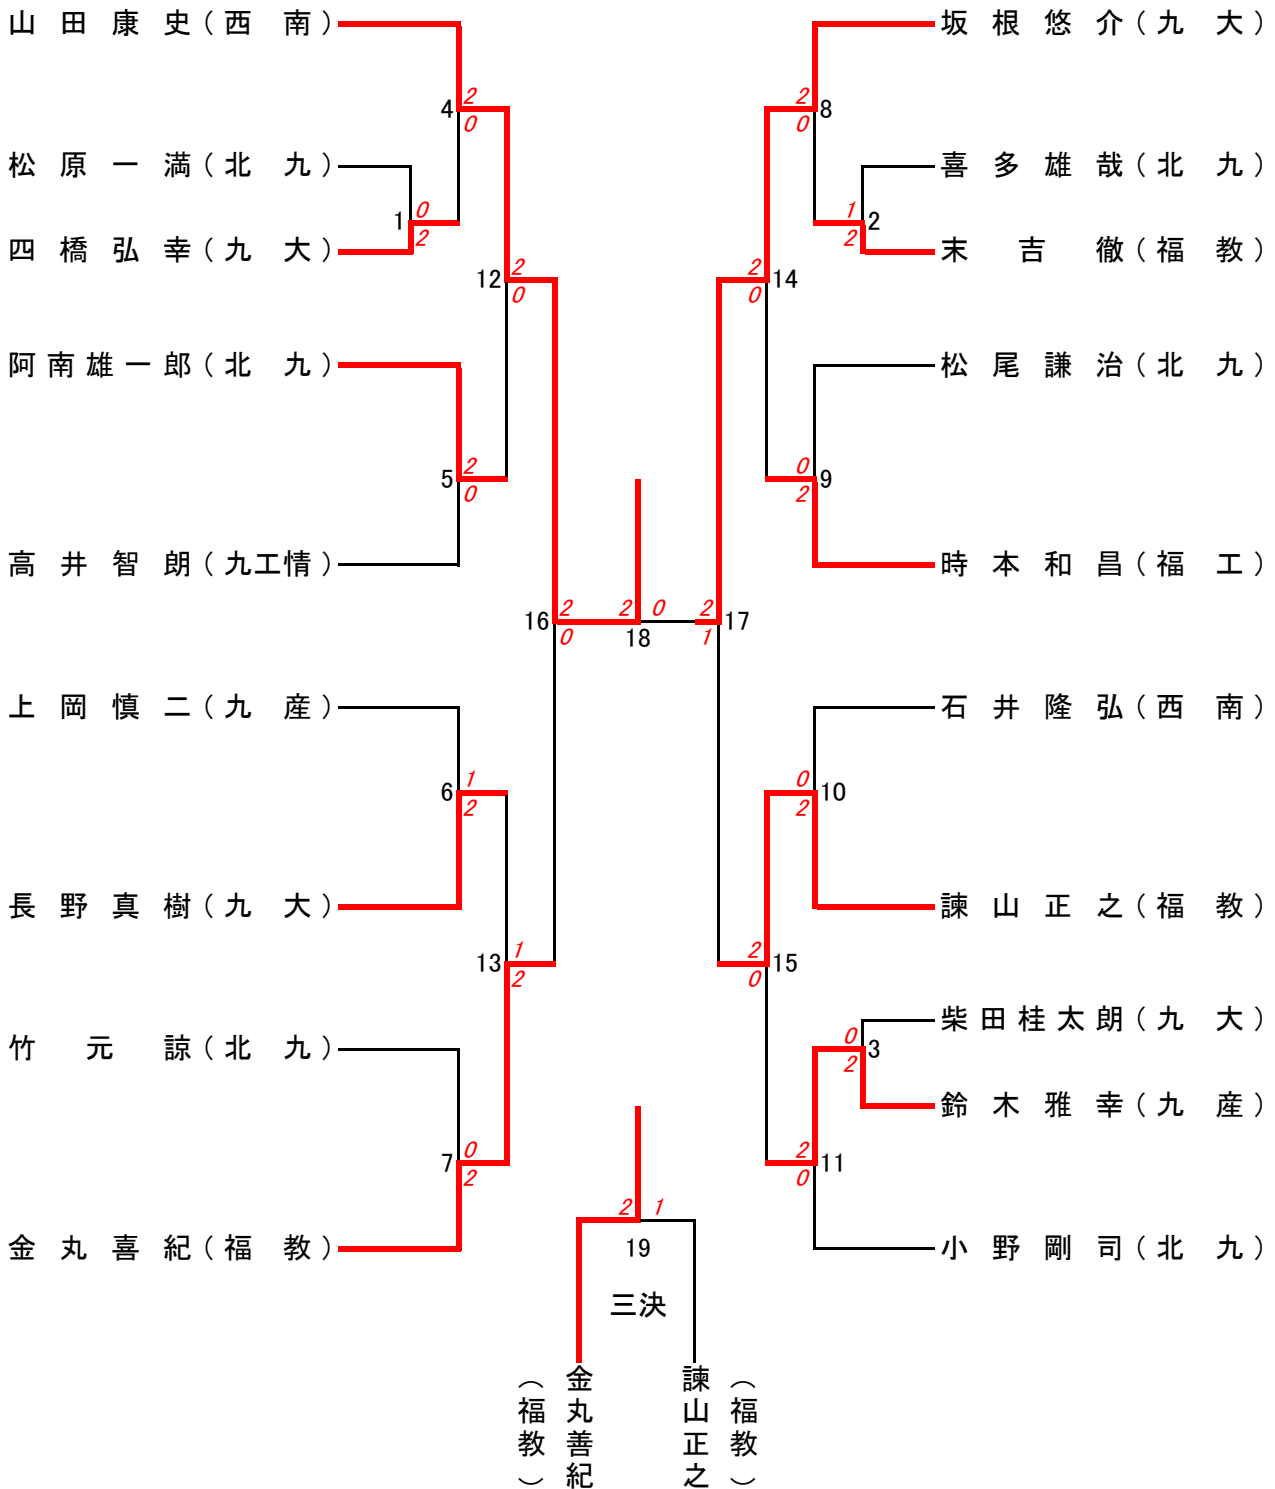 山田康史(西南)
坂根悠介(九大)
2
4
0
2
8
0
松原一満(北九)
喜多雄哉(北九)
0
1
2
1
2
2
四橋弘幸(九大)
末吉徹(福教)
2
12
0
2
14
0
阿南雄一郎(北九)
松尾謙治(北九)
2
5
0
0
9
2
高井智朗(九工情)
時本和昌(福工)
2
16
0
2
0
18
2
17
1
上岡慎二(九産)
石井隆弘(西南)
1
6
2
0
10
2
長野真樹(九大)
諫山正之(福教)
1
13
2
2
15
0
竹元諒(北九)
柴田桂太朗(九大)
0
3
2
鈴木雅幸(九産)
0
7
2
2
11
0
金丸喜紀(福教)
小野剛司(北九)
2
1
19
三決
金丸善紀
(福教)
諫山正之
(福教)